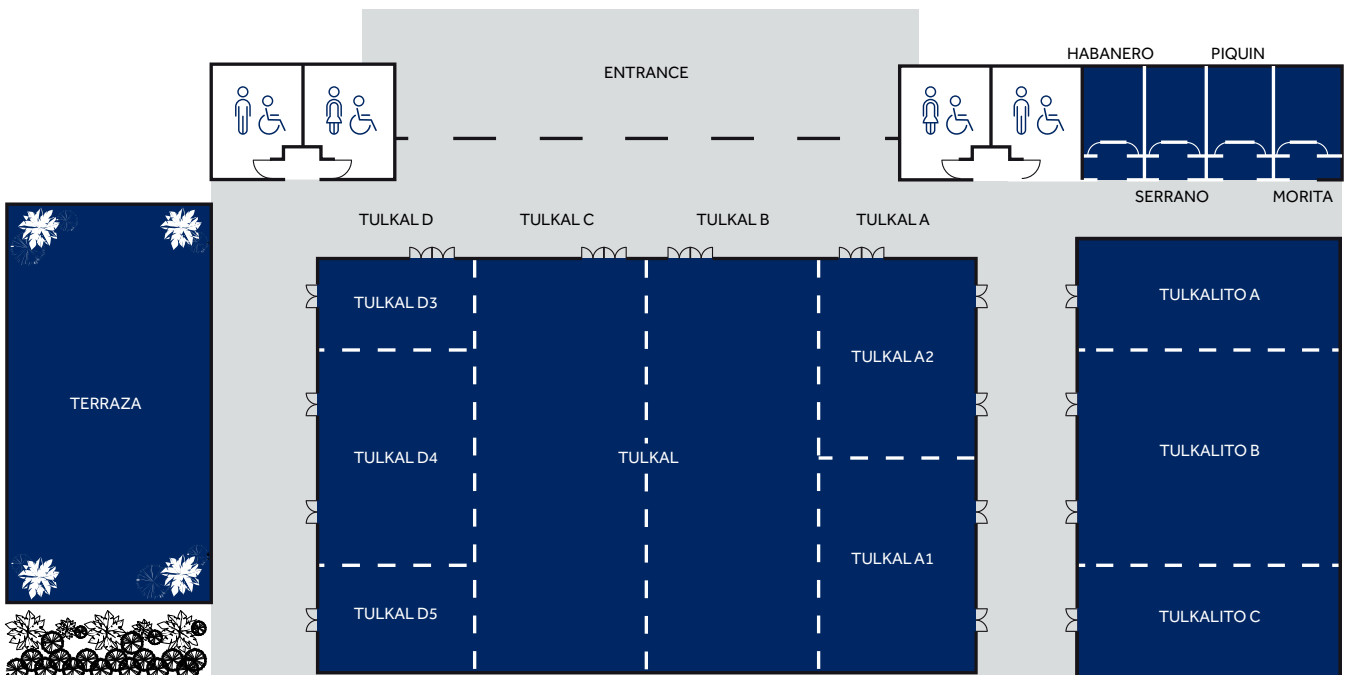 HABANERO
PIQUIN
ENTRANCE
SERRANO
MORITA
TULKAL D
TULKAL C
TULKAL B
TULKAL A
TULKAL D3
TULKALITO A
TULKAL A2
TERRAZA
TULKALITO B
TULKAL D4
TULKAL
TULKAL A1
TULKAL D5
TULKALITO C